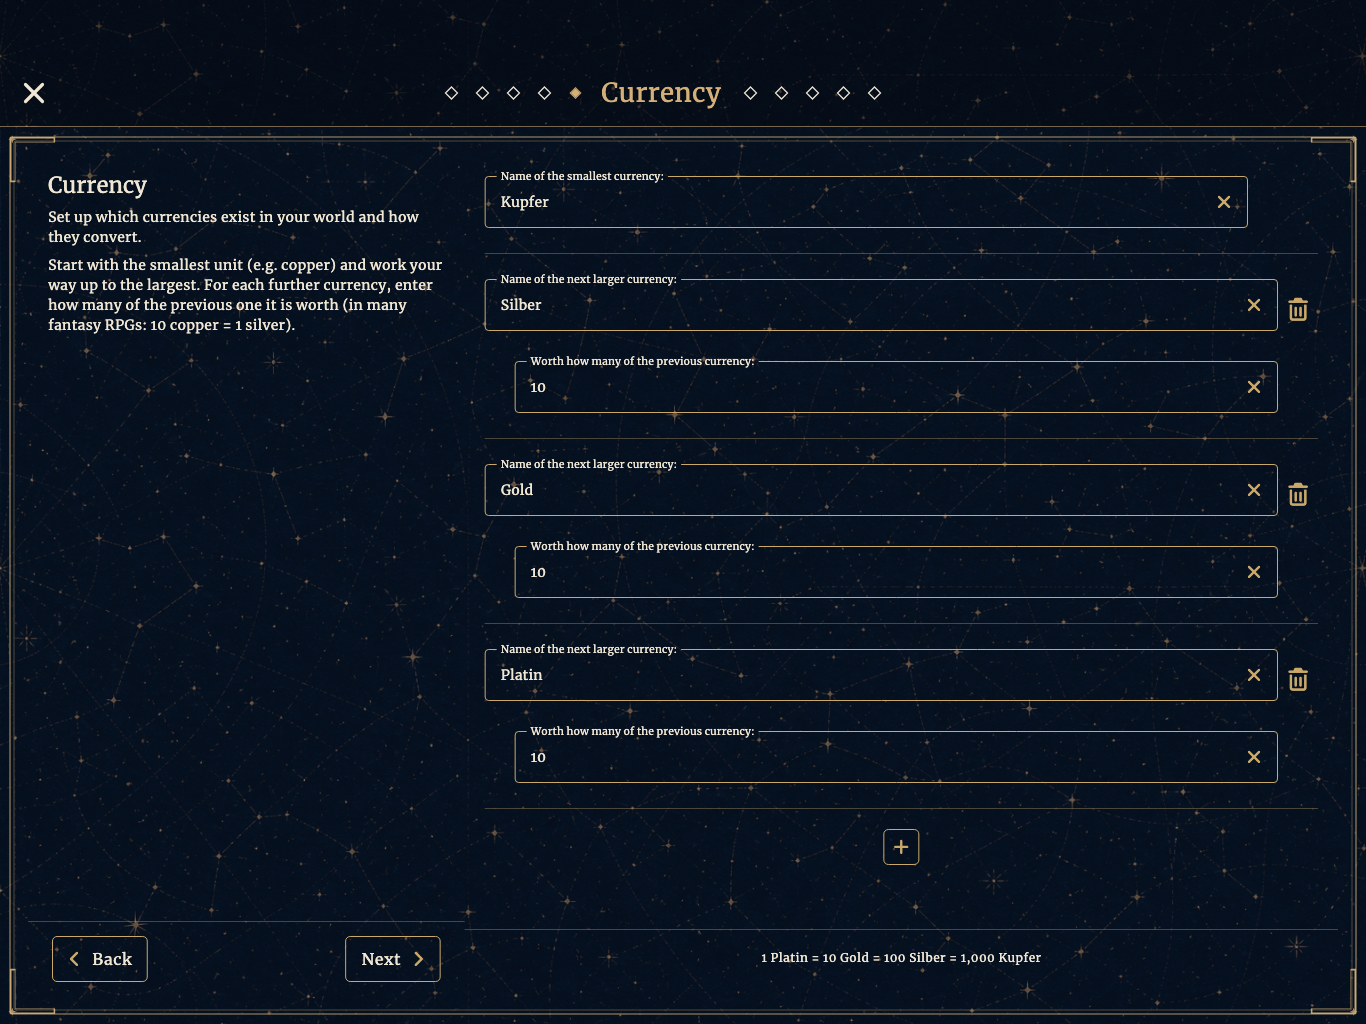 Currency
Currency
Set up which currencies exist in your world and how
they convert.
Start with the smallest unit (e.g. copper) and work your
way up to the largest. For each further currency, enter
how many of the previous one it is worth (in many
fantasy RPGs: 10 copper = 1 silver).
Name of the smallest currency:
Kupfer
Name of the next larger currency:
Silber
Worth how many of the previous currency:
10
Name of the next larger currency:
Gold
Worth how many of the previous currency:
10
Name of the next larger currency:
Platin
Worth how many of the previous currency:
10
Back
Next
1 Platin = 10 Gold = 100 Silber = 1,000 Kupfer